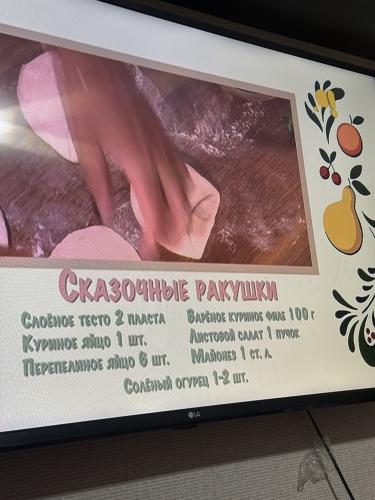 Сказочные ракушки
Слоёное тесто 2 пласта
Куриное яйцо 1 шт.
Перепелиное яйцо 6 шт.
Варёное куриное филе 100 г
Листовой салат 1 пучок
Майонез 1 ст. л.
Солёный огурец 1-2 шт.
LG